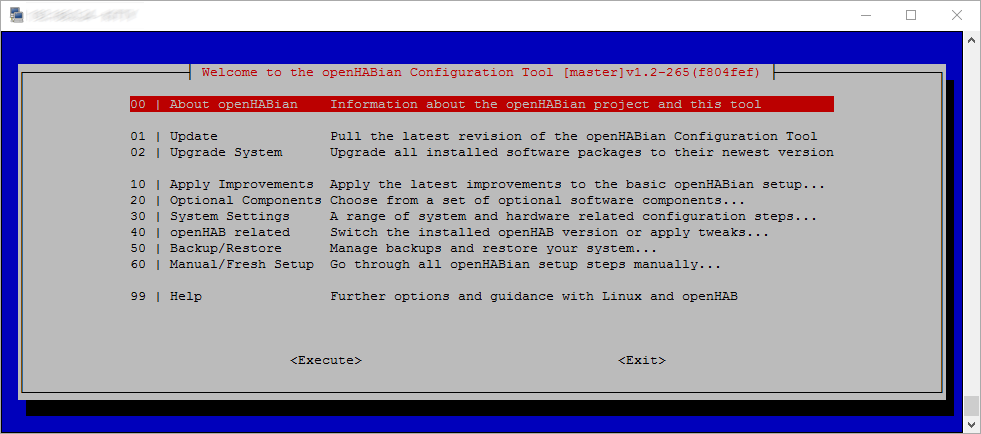 Welcome to the openHABian Configuration Tool [master]v1.2-265(f804fef)
00 | About openHABian Information about the openHABian project and this tool
01 | Update Pull the latest revision of the openHABian Configuration Tool
02 | Upgrade System Upgrade all installed software packages to their newest version
10 | Apply Improvements Apply the latest improvements to the basic openHABian setup...
20 | Optional Components Choose from a set of optional software components...
30 | System Settings A range of system and hardware related configuration steps...
40 | openHAB related Switch the installed openHAB version or apply tweaks...
50 | Backup/Restore Manage backups and restore your system...
60 | Manual/Fresh Setup Go through all openHABian setup steps manually...
99 | Help Further options and guidance with Linux and openHAB
<Execute> <Exit>